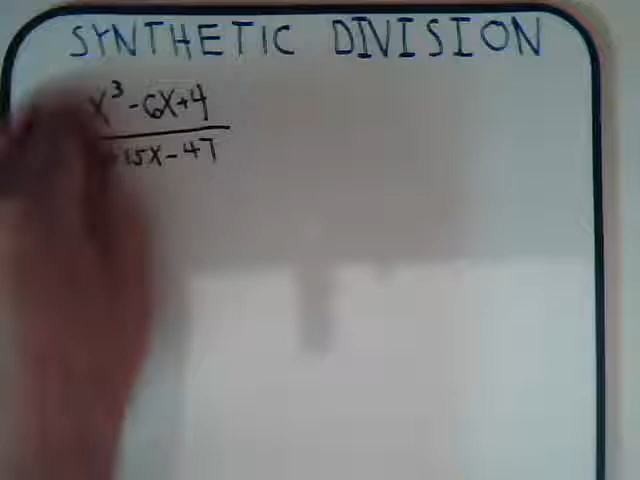 SYNTHETIC DIVISION
x³ - 6x + 4
15x - 47